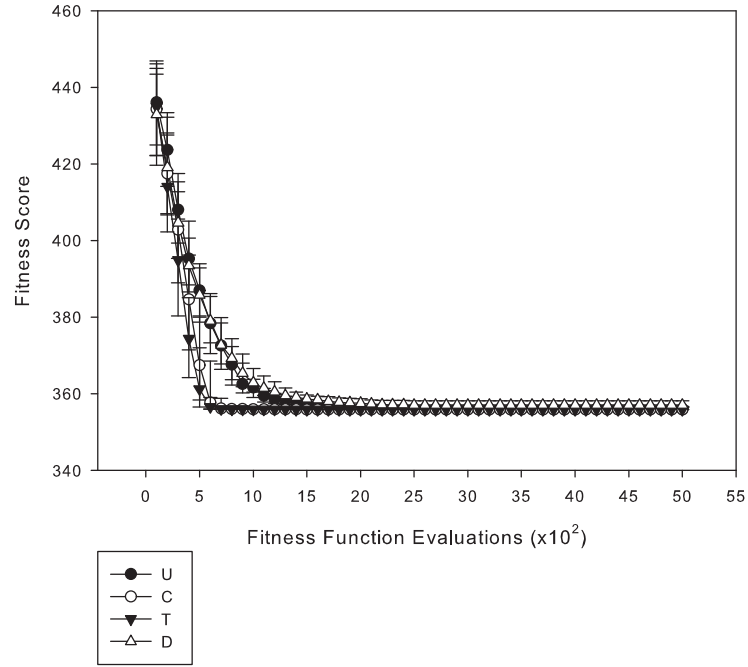 460
440
420
400
380
360
340
Fitness Score
0 5 10 15 20 25 30 35 40 45 50 55
Fitness Function Evaluations (x10²)
U
C
T
D